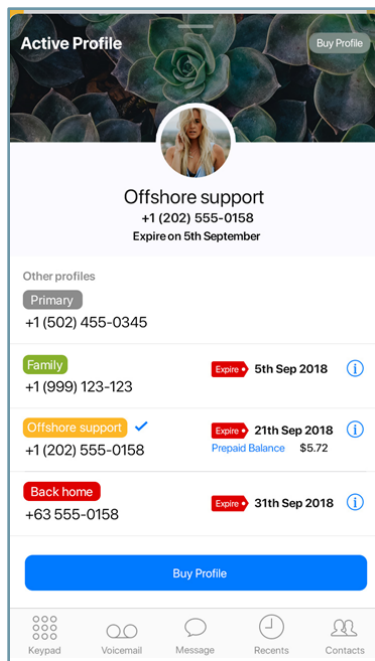 Active Profile
Buy Profile
Offshore support
+1 (202) 555-0158
Expire on 5th September
Other profiles
Primary
+1 (502) 455-0345
Family
Expire 5th Sep 2018
+1 (999) 123-123
Offshore support
Expire 21th Sep 2018
+1 (202) 555-0158
Prepaid Balance $5.72
Back home
Expire 31th Sep 2018
+63 555-0158
Buy Profile
Keypad Voicemail Message Recents Contacts